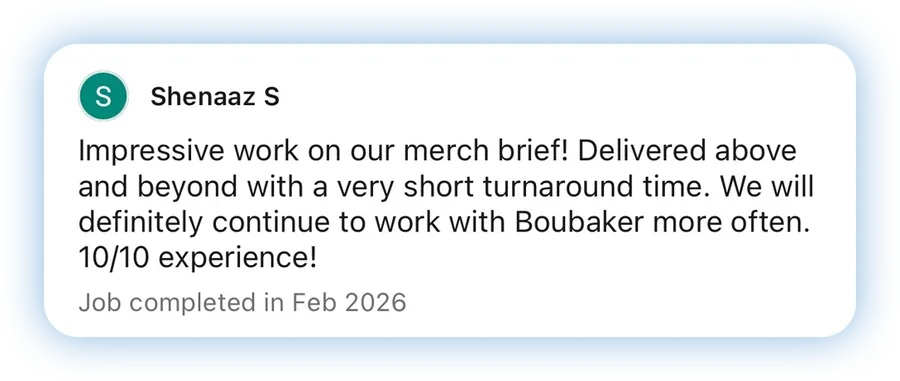 S
Shenaaz S
Impressive work on our merch brief! Delivered above
and beyond with a very short turnaround time. We will
definitely continue to work with Boubaker more often.
10/10 experience!
Job completed in Feb 2026